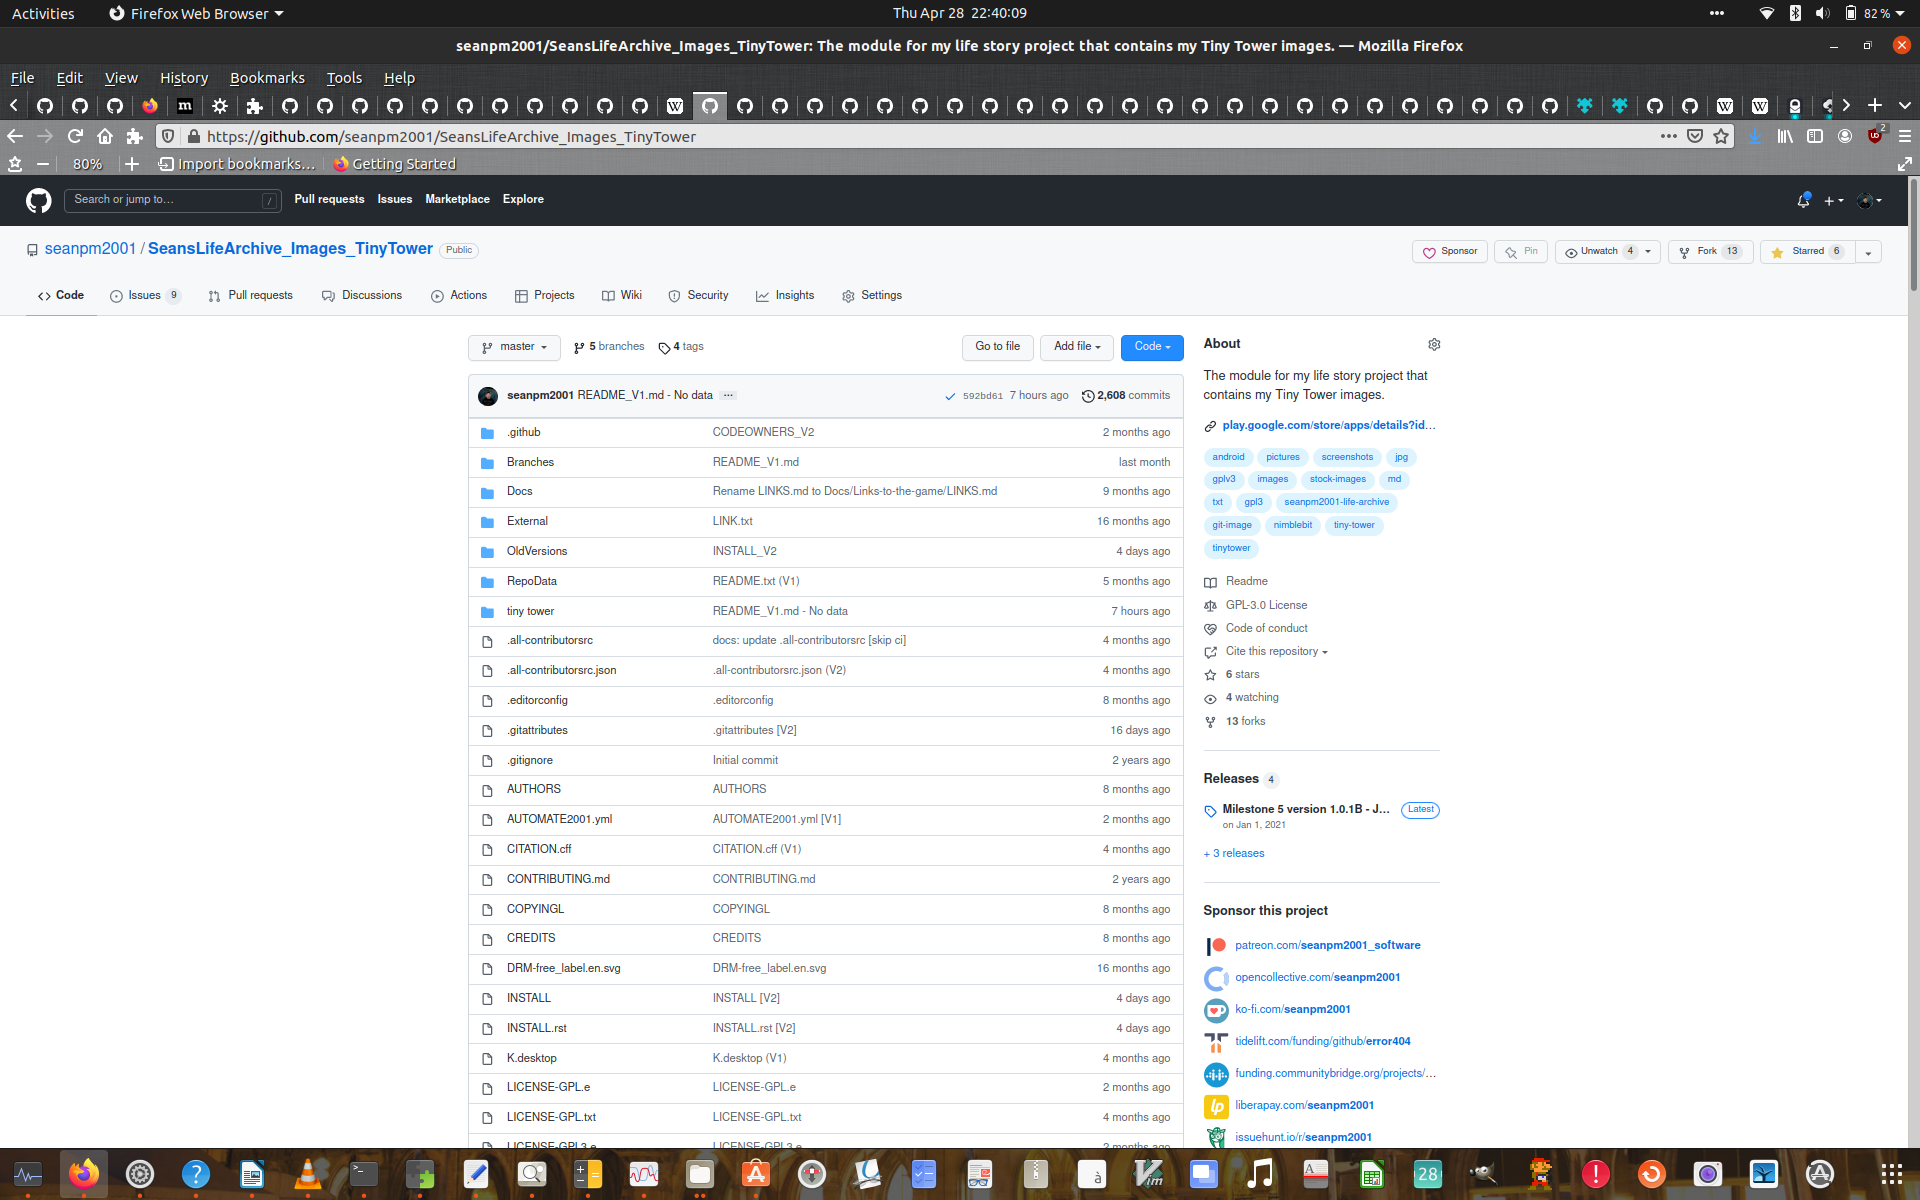 Activities Firefox Web Browser Thu Apr 28 22:40:09 82 %
seanpm2001/SeansLifeArchive_Images_TinyTower: The module for my life story project that contains my Tiny Tower images. — Mozilla Firefox
File Edit View History Bookmarks Tools Help
https://github.com/seanpm2001/SeansLifeArchive_Images_TinyTower 2
80% Import bookmarks... Getting Started
Search or jump to... / Pull requests Issues Marketplace Explore
seanpm2001 / SeansLifeArchive_Images_TinyTower Public Sponsor Pin Unwatch 4 Fork 13 Starred 6
Code Issues 9 Pull requests Discussions Actions Projects Wiki Security Insights Settings
master 5 branches 4 tags Go to file Add file Code
seanpm2001 README_V1.md - No data ... 592bd61 7 hours ago 2,608 commits
.github CODEOWNERS_V2 2 months ago
Branches README_V1.md last month
Docs Rename LINKS.md to Docs/Links-to-the-game/LINKS.md 9 months ago
External LINK.txt 16 months ago
OldVersions INSTALL_V2 4 days ago
RepoData README.txt (V1) 5 months ago
tiny tower README_V1.md - No data 7 hours ago
.all-contributorsrc docs: update .all-contributorsrc [skip ci] 4 months ago
.all-contributorsrc.json .all-contributorsrc.json (V2) 4 months ago
.editorconfig .editorconfig 8 months ago
.gitattributes .gitattributes [V2] 16 days ago
.gitignore Initial commit 2 years ago
AUTHORS AUTHORS 8 months ago
AUTOMATE2001.yml AUTOMATE2001.yml [V1] 2 months ago
CITATION.cff CITATION.cff (V1) 4 months ago
CONTRIBUTING.md CONTRIBUTING.md 2 years ago
COPYINGL COPYINGL 8 months ago
CREDITS CREDITS 8 months ago
DRM-free_label.en.svg DRM-free_label.en.svg 16 months ago
INSTALL INSTALL [V2] 4 days ago
INSTALL.rst INSTALL.rst [V2] 4 days ago
K.desktop K.desktop (V1) 4 months ago
LICENSE-GPL.e LICENSE-GPL.e 2 months ago
LICENSE-GPL.txt LICENSE-GPL.txt 4 months ago
LICENSE-GPL3.e LICENSE-GPL3.e 2 months ago
About
The module for my life story project that
contains my Tiny Tower images.
play.google.com/store/apps/details?id...
android pictures screenshots jpg
gplv3 images stock-images md
txt gpl3 seanpm2001-life-archive
git-image nimblebit tiny-tower
tinytower
Readme
GPL-3.0 License
Code of conduct
Cite this repository
6 stars
4 watching
13 forks
Releases 4
Milestone 5 version 1.0.1B - J... Latest
on Jan 1, 2021
+ 3 releases
Sponsor this project
patreon.com/seanpm2001_software
opencollective.com/seanpm2001
ko-fi.com/seanpm2001
tidelift.com/funding/github/error404
funding.communitybridge.org/projects/...
liberapay.com/seanpm2001
issuehunt.io/r/seanpm2001
28